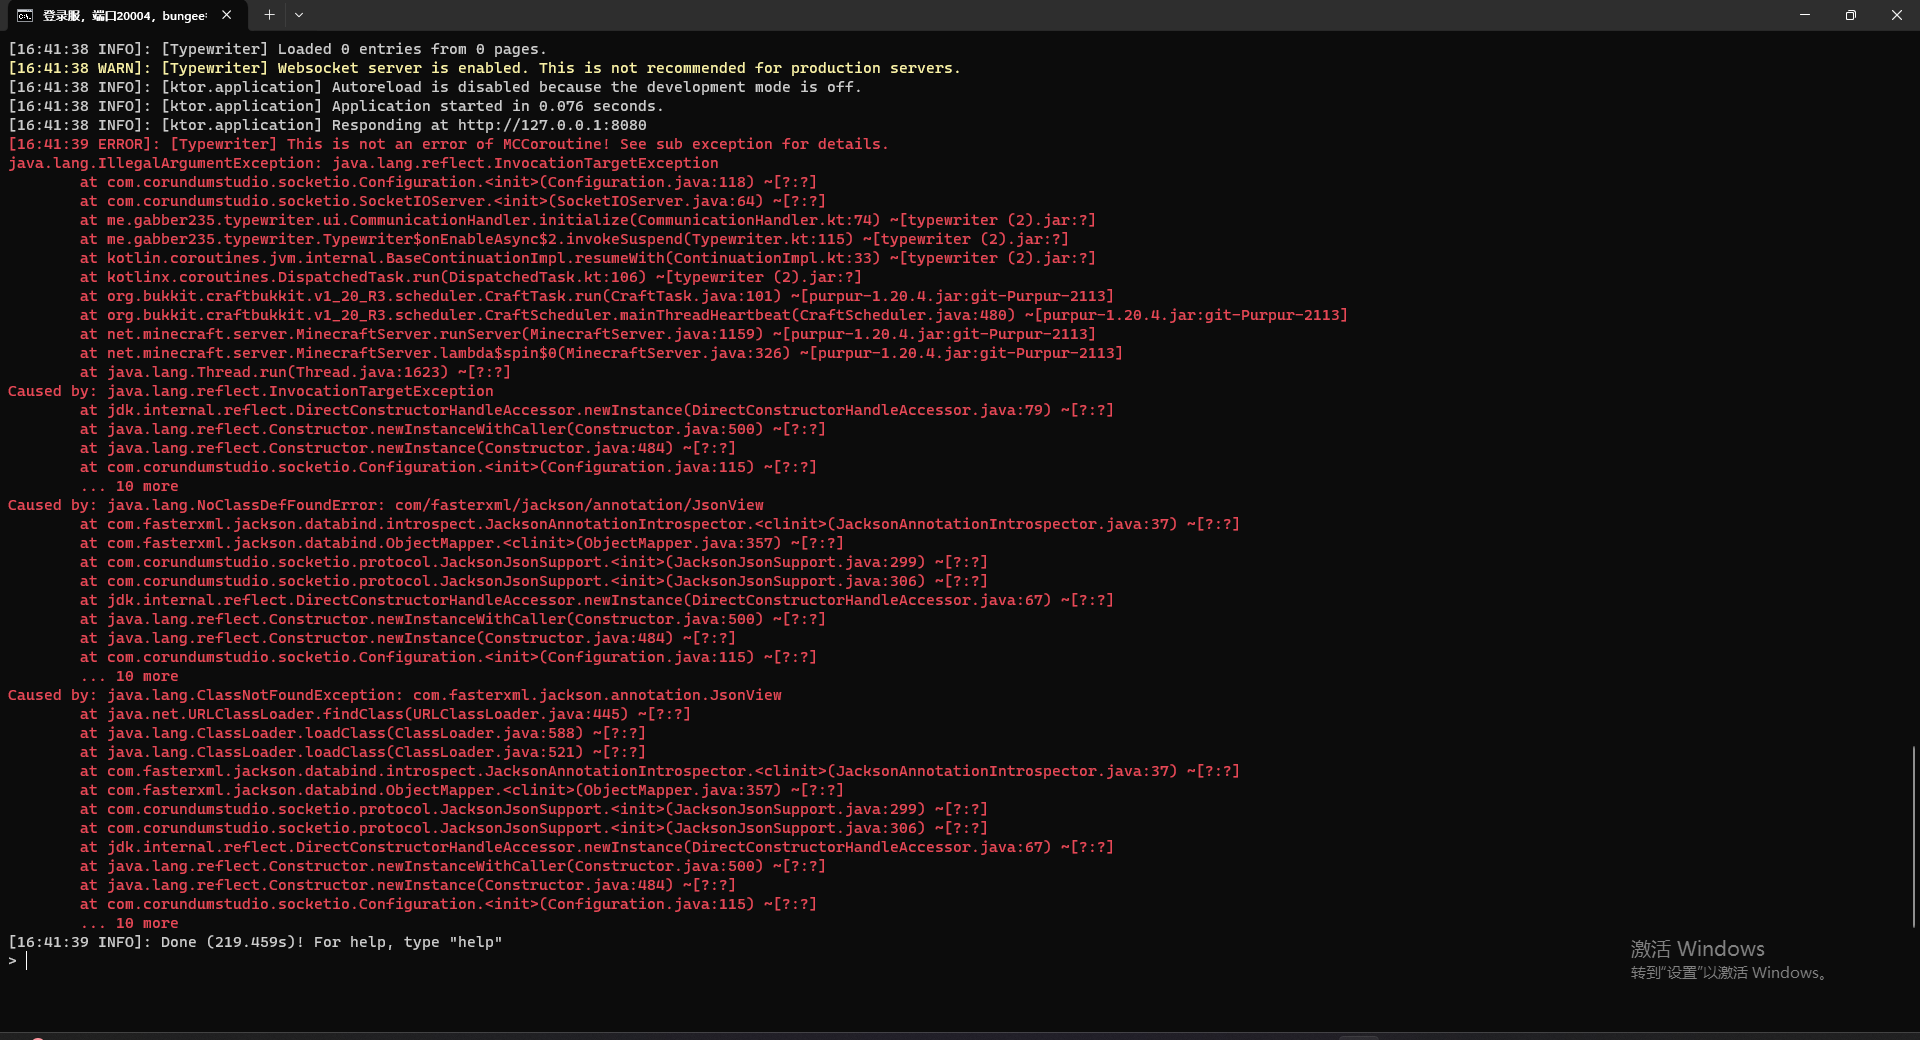 登录服，端口20004，bungee
[16:41:38 INFO]: [Typewriter] Loaded 0 entries from 0 pages.
[16:41:38 WARN]: [Typewriter] Websocket server is enabled. This is not recommended for production servers.
[16:41:38 INFO]: [ktor.application] Autoreload is disabled because the development mode is off.
[16:41:38 INFO]: [ktor.application] Application started in 0.076 seconds.
[16:41:38 INFO]: [ktor.application] Responding at http://127.0.0.1:8080
[16:41:39 ERROR]: [Typewriter] This is not an error of MCCoroutine! See sub exception for details.
java.lang.IllegalArgumentException: java.lang.reflect.InvocationTargetException
at com.corundumstudio.socketio.Configuration.<init>(Configuration.java:118) ~[?:?]
at com.corundumstudio.socketio.SocketIOServer.<init>(SocketIOServer.java:64) ~[?:?]
at me.gabber235.typewriter.ui.CommunicationHandler.initialize(CommunicationHandler.kt:74) ~[typewriter (2).jar:?]
at me.gabber235.typewriter.Typewriter$onEnableAsync$2.invokeSuspend(Typewriter.kt:115) ~[typewriter (2).jar:?]
at kotlin.coroutines.jvm.internal.BaseContinuationImpl.resumeWith(ContinuationImpl.kt:33) ~[typewriter (2).jar:?]
at kotlinx.coroutines.DispatchedTask.run(DispatchedTask.kt:106) ~[typewriter (2).jar:?]
at org.bukkit.craftbukkit.v1_20_R3.scheduler.CraftTask.run(CraftTask.java:101) ~[purpur-1.20.4.jar:git-Purpur-2113]
at org.bukkit.craftbukkit.v1_20_R3.scheduler.CraftScheduler.mainThreadHeartbeat(CraftScheduler.java:480) ~[purpur-1.20.4.jar:git-Purpur-2113]
at net.minecraft.server.MinecraftServer.runServer(MinecraftServer.java:1159) ~[purpur-1.20.4.jar:git-Purpur-2113]
at net.minecraft.server.MinecraftServer.lambda$spin$0(MinecraftServer.java:326) ~[purpur-1.20.4.jar:git-Purpur-2113]
at java.lang.Thread.run(Thread.java:1623) ~[?:?]
Caused by: java.lang.reflect.InvocationTargetException
at jdk.internal.reflect.DirectConstructorHandleAccessor.newInstance(DirectConstructorHandleAccessor.java:79) ~[?:?]
at java.lang.reflect.Constructor.newInstanceWithCaller(Constructor.java:500) ~[?:?]
at java.lang.reflect.Constructor.newInstance(Constructor.java:484) ~[?:?]
at com.corundumstudio.socketio.Configuration.<init>(Configuration.java:115) ~[?:?]
... 10 more
Caused by: java.lang.NoClassDefFoundError: com/fasterxml/jackson/annotation/JsonView
at com.fasterxml.jackson.databind.introspect.JacksonAnnotationIntrospector.<clinit>(JacksonAnnotationIntrospector.java:37) ~[?:?]
at com.fasterxml.jackson.databind.ObjectMapper.<clinit>(ObjectMapper.java:357) ~[?:?]
at com.corundumstudio.socketio.protocol.JacksonJsonSupport.<init>(JacksonJsonSupport.java:299) ~[?:?]
at com.corundumstudio.socketio.protocol.JacksonJsonSupport.<init>(JacksonJsonSupport.java:306) ~[?:?]
at jdk.internal.reflect.DirectConstructorHandleAccessor.newInstance(DirectConstructorHandleAccessor.java:67) ~[?:?]
at java.lang.reflect.Constructor.newInstanceWithCaller(Constructor.java:500) ~[?:?]
at java.lang.reflect.Constructor.newInstance(Constructor.java:484) ~[?:?]
at com.corundumstudio.socketio.Configuration.<init>(Configuration.java:115) ~[?:?]
... 10 more
Caused by: java.lang.ClassNotFoundException: com.fasterxml.jackson.annotation.JsonView
at java.net.URLClassLoader.findClass(URLClassLoader.java:445) ~[?:?]
at java.lang.ClassLoader.loadClass(ClassLoader.java:588) ~[?:?]
at java.lang.ClassLoader.loadClass(ClassLoader.java:521) ~[?:?]
at com.fasterxml.jackson.databind.introspect.JacksonAnnotationIntrospector.<clinit>(JacksonAnnotationIntrospector.java:37) ~[?:?]
at com.fasterxml.jackson.databind.ObjectMapper.<clinit>(ObjectMapper.java:357) ~[?:?]
at com.corundumstudio.socketio.protocol.JacksonJsonSupport.<init>(JacksonJsonSupport.java:299) ~[?:?]
at com.corundumstudio.socketio.protocol.JacksonJsonSupport.<init>(JacksonJsonSupport.java:306) ~[?:?]
at jdk.internal.reflect.DirectConstructorHandleAccessor.newInstance(DirectConstructorHandleAccessor.java:67) ~[?:?]
at java.lang.reflect.Constructor.newInstanceWithCaller(Constructor.java:500) ~[?:?]
at java.lang.reflect.Constructor.newInstance(Constructor.java:484) ~[?:?]
at com.corundumstudio.socketio.Configuration.<init>(Configuration.java:115) ~[?:?]
... 10 more
[16:41:39 INFO]: Done (219.459s)! For help, type "help"
>
激活 Windows
转到"设置"以激活 Windows。